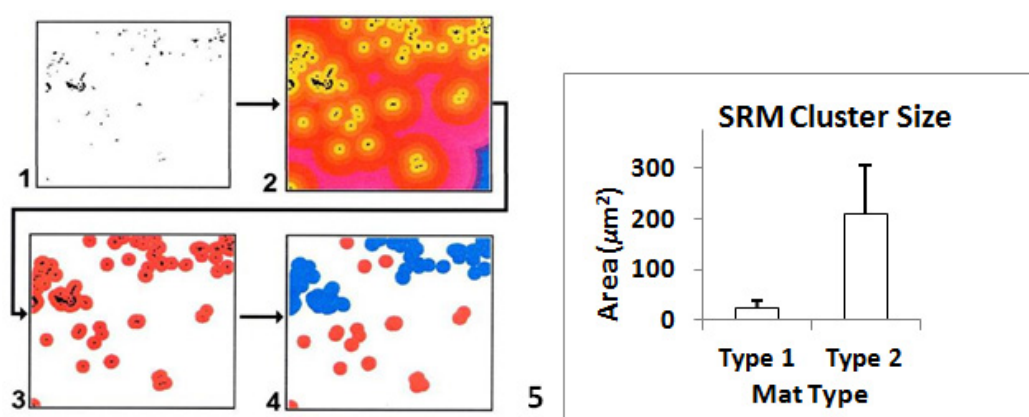 1
2
3
4
5
SRM Cluster Size
Area (μm²)
300
200
100
0
Type 1 Type 2
Mat Type